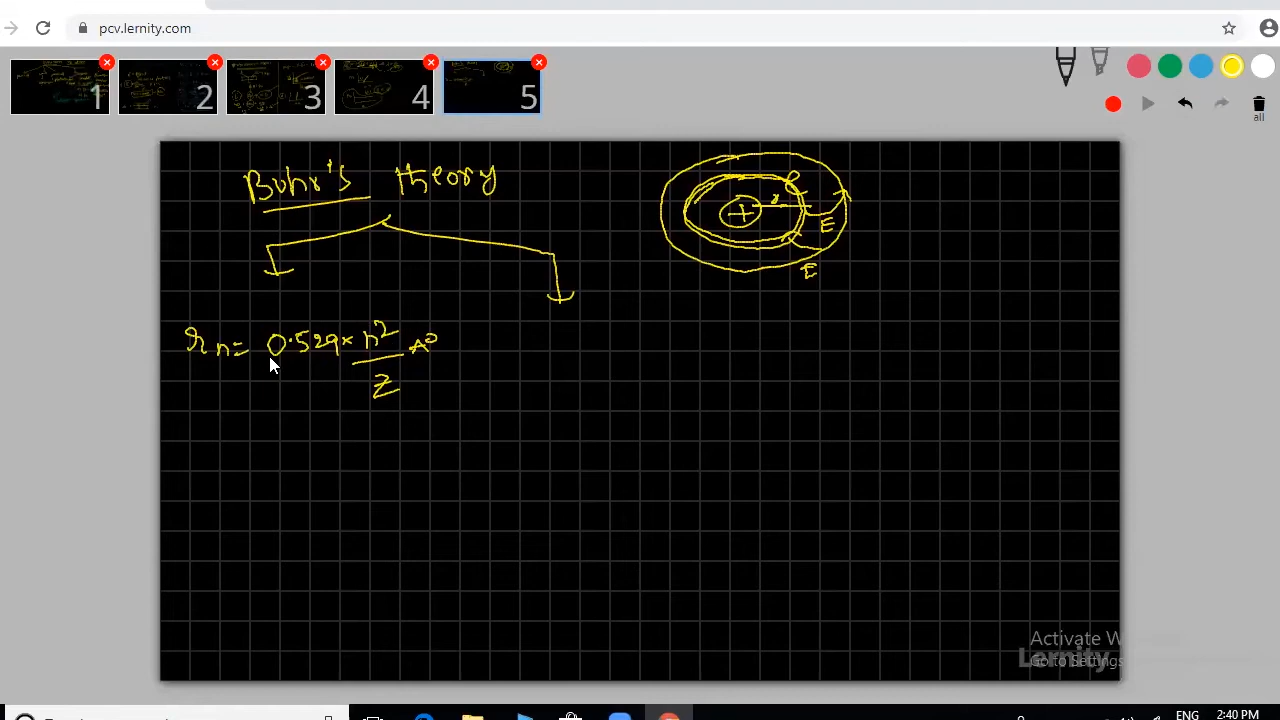 pcv.lernity.com
1 2 3 4 5
all
Bohr's theory
+ r e E
E
rn= 0.529× n² A°
Z
Activate W
Lernity
Go to Settings
ENG
2:40 PM